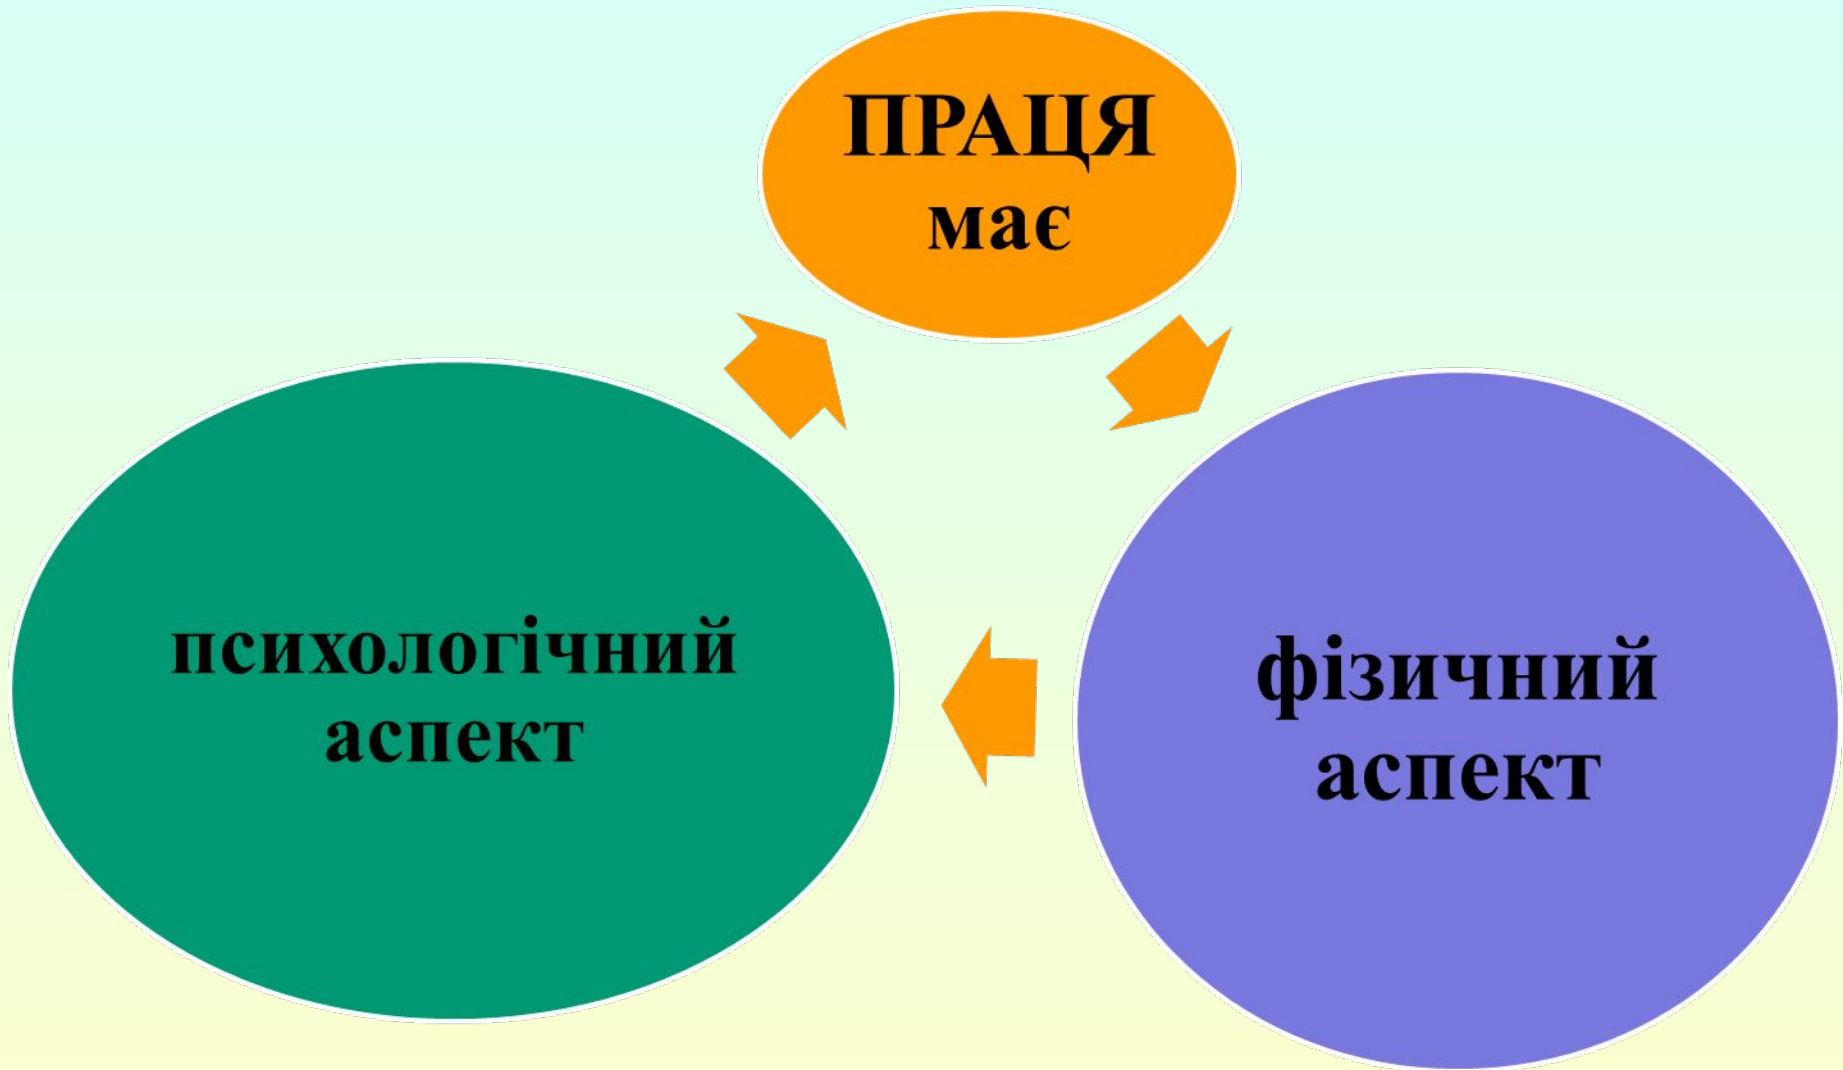 ПРАЦЯ
має
психологічний
аспект
фізичний
аспект